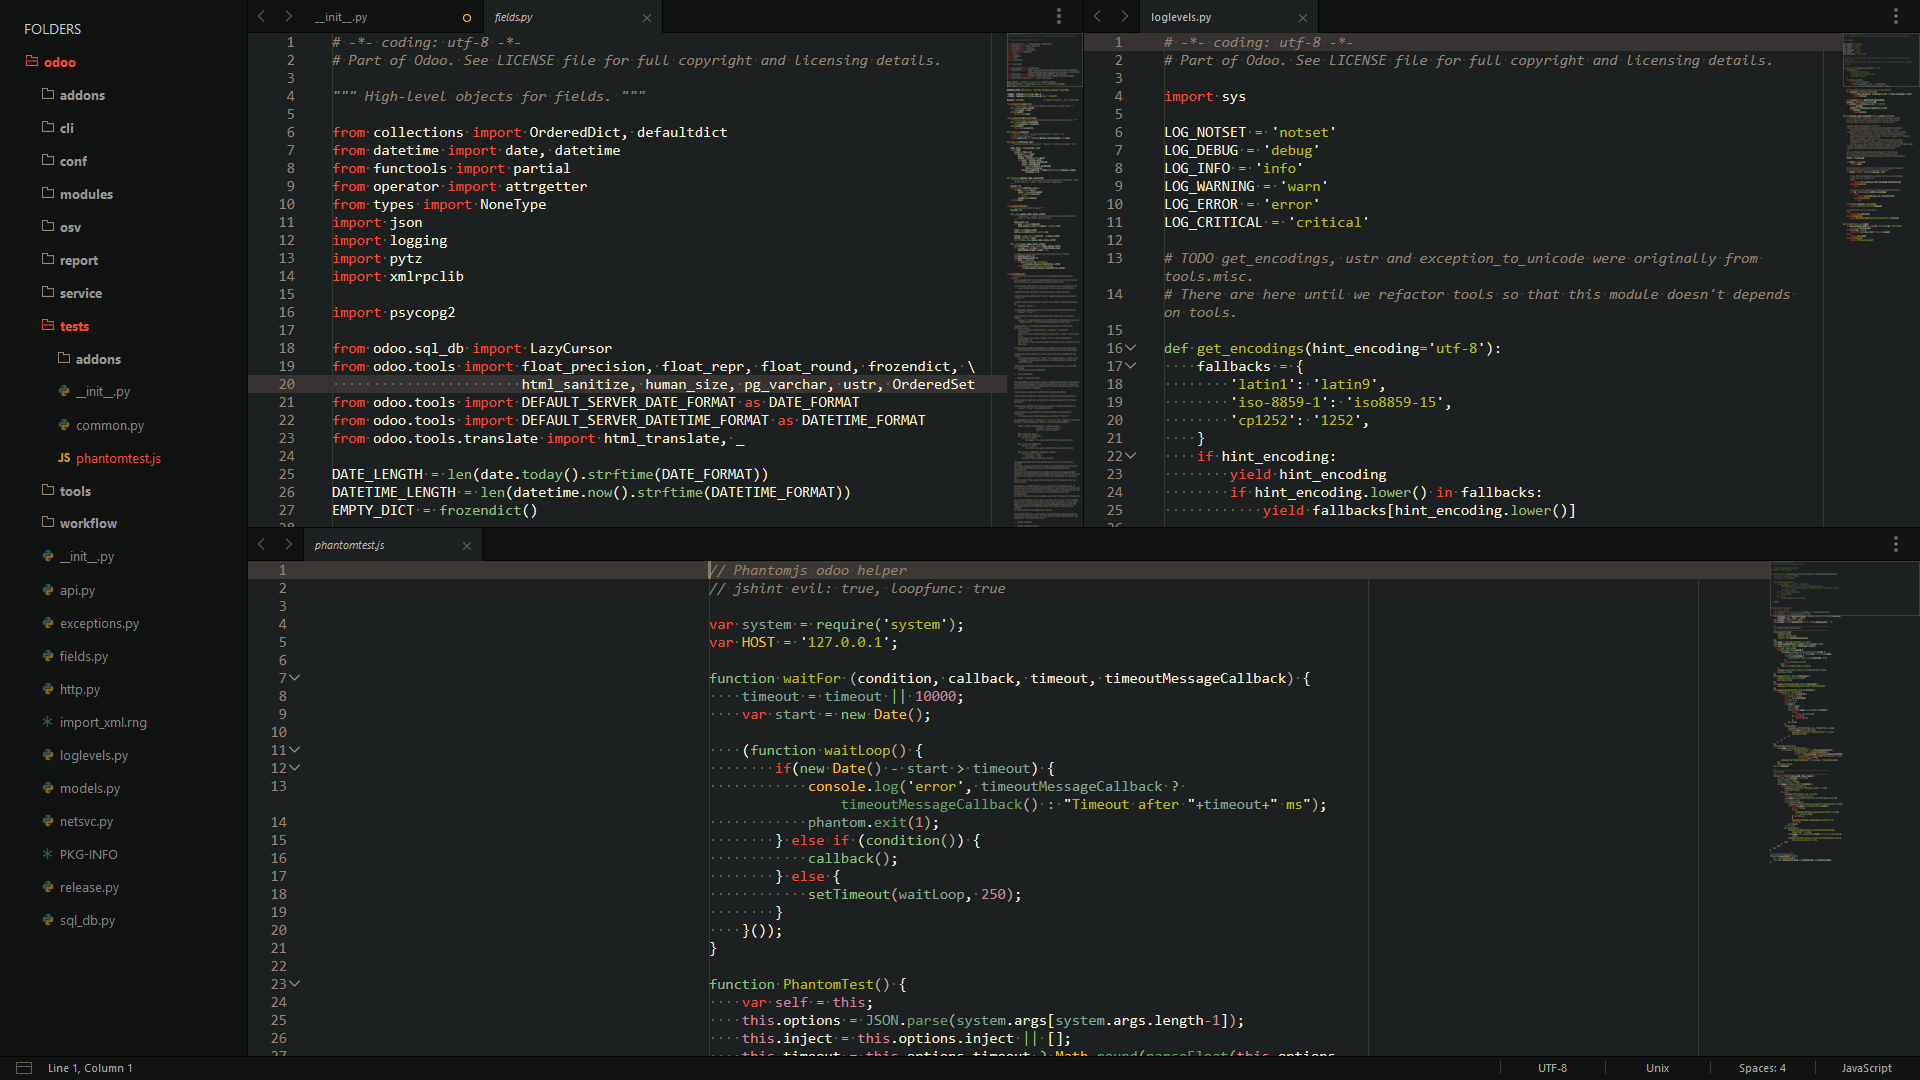 FOLDERS
odoo
addons
cli
conf
modules
osv
report
service
tests
addons
__init__.py
common.py
JS phantomtest.js
tools
workflow
__init__.py
api.py
exceptions.py
fields.py
http.py
import_xml.rng
loglevels.py
models.py
netsvc.py
PKG-INFO
release.py
sql_db.py
__init__.py
fields.py
1 # -*- coding: utf-8 -*-
2 # Part of Odoo. See LICENSE file for full copyright and licensing details.
3
4 """ High-level objects for fields. """
5
6 from collections import OrderedDict, defaultdict
7 from datetime import date, datetime
8 from functools import partial
9 from operator import attrgetter
10 from types import NoneType
11 import json
12 import logging
13 import pytz
14 import xmlrpclib
15
16 import psycopg2
17
18 from odoo.sql_db import LazyCursor
19 from odoo.tools import float_precision, float_repr, float_round, frozendict, \
20 html_sanitize, human_size, pg_varchar, ustr, OrderedSet
21 from odoo.tools import DEFAULT_SERVER_DATE_FORMAT as DATE_FORMAT
22 from odoo.tools import DEFAULT_SERVER_DATETIME_FORMAT as DATETIME_FORMAT
23 from odoo.tools.translate import html_translate, _
24
25 DATE_LENGTH = len(date.today().strftime(DATE_FORMAT))
26 DATETIME_LENGTH = len(datetime.now().strftime(DATETIME_FORMAT))
27 EMPTY_DICT = frozendict()
28
loglevels.py
1 # -*- coding: utf-8 -*-
2 # Part of Odoo. See LICENSE file for full copyright and licensing details.
3
4 import sys
5
6 LOG_NOTSET = 'notset'
7 LOG_DEBUG = 'debug'
8 LOG_INFO = 'info'
9 LOG_WARNING = 'warn'
10 LOG_ERROR = 'error'
11 LOG_CRITICAL = 'critical'
12
13 # TODO get_encodings, ustr and exception_to_unicode were originally from
tools.misc.
14 # There are here until we refactor tools so that this module doesn't depends
on tools.
15
16 def get_encodings(hint_encoding='utf-8'):
17 fallbacks = {
18 'latin1': 'latin9',
19 'iso-8859-1': 'iso8859-15',
20 'cp1252': '1252',
21 }
22 if hint_encoding:
23 yield hint_encoding
24 if hint_encoding.lower() in fallbacks:
25 yield fallbacks[hint_encoding.lower()]
26
phantomtest.js
1 // Phantomjs odoo helper
2 // jshint evil: true, loopfunc: true
3
4 var system = require('system');
5 var HOST = '127.0.0.1';
6
7 function waitFor (condition, callback, timeout, timeoutMessageCallback) {
8 timeout = timeout || 10000;
9 var start = new Date();
10
11 (function waitLoop() {
12 if(new Date() - start > timeout) {
13 console.log('error', timeoutMessageCallback ?
timeoutMessageCallback() : "Timeout after "+timeout+" ms");
14 phantom.exit(1);
15 } else if (condition()) {
16 callback();
17 } else {
18 setTimeout(waitLoop, 250);
19 }
20 }());
21 }
22
23 function PhantomTest() {
24 var self = this;
25 this.options = JSON.parse(system.args[system.args.length-1]);
26 this.inject = this.options.inject || [];
27 this.timeout = this.options.timeout ? Math.round(parseFloat(this.options
Line 1, Column 1
UTF-8
Unix
Spaces: 4
JavaScript